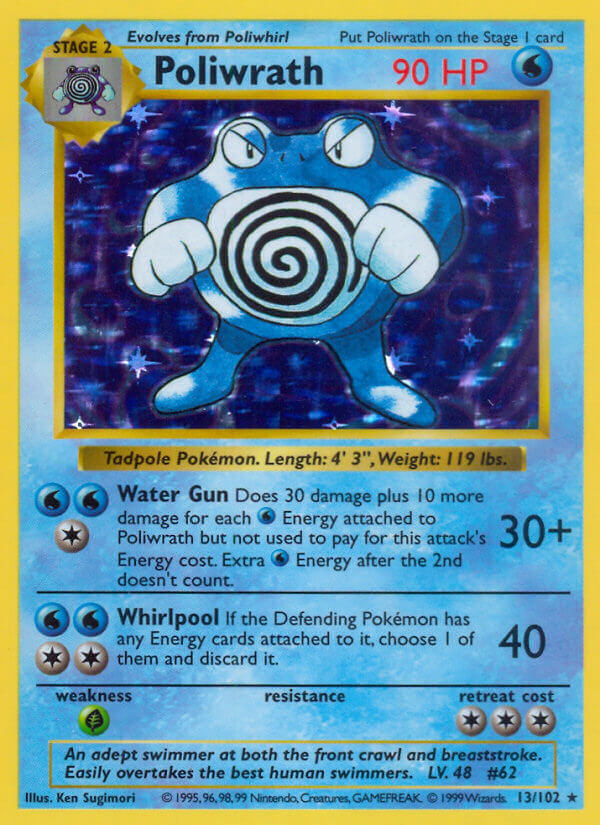 Evolves from Poliwhirl
Put Poliwrath on the Stage 1 card
STAGE 2
Poliwrath
90 HP
Tadpole Pokémon. Length: 4' 3", Weight: 119 lbs.
Water Gun Does 30 damage plus 10 more
damage for each Energy attached to
Poliwrath but not used to pay for this attack's
Energy cost. Extra Energy after the 2nd
doesn't count.
30+
Whirlpool If the Defending Pokémon has
any Energy cards attached to it, choose 1 of
them and discard it.
40
weakness
resistance
retreat cost
An adept swimmer at both the front crawl and breaststroke.
Easily overtakes the best human swimmers. LV. 48 #62
Illus. Ken Sugimori
© 1995, 96, 98, 99 Nintendo, Creatures, GAMEFREAK. © 1999 Wizards.
13/102 ★